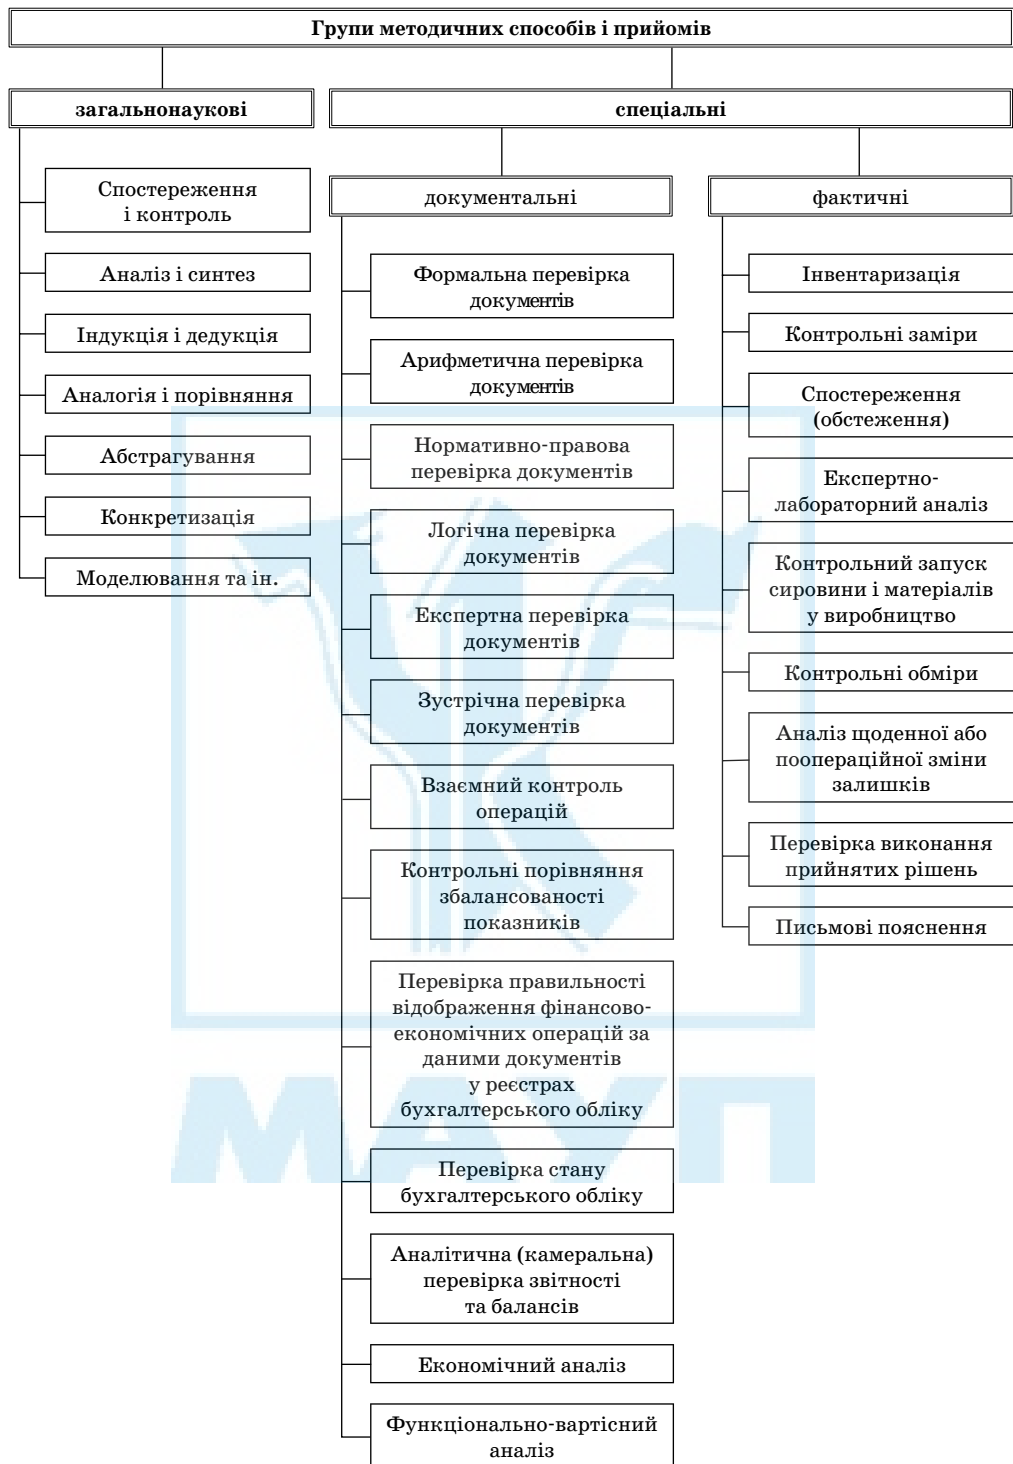 Групи методичних способів і прийомів
загальнонаукові
спеціальні
Спостереження
і контроль
Аналіз і синтез
Індукція і дедукція
Аналогія і порівняння
Абстрагування
Конкретизація
Моделювання та ін.
документальні
Формальна перевірка
документів
Арифметична перевірка
документів
Нормативно-правова
перевірка документів
Логічна перевірка
документів
Експертна перевірка
документів
Зустрічна перевірка
документів
Взаємний контроль
операцій
Контрольні порівняння
збалансованості
показників
Перевірка правильності
відображення фінансово-
економічних операцій за
даними документів
у реєстрах
бухгалтерського обліку
Перевірка стану
бухгалтерського обліку
Аналітична (камеральна)
перевірка звітності
та балансів
Економічний аналіз
Функціонально-вартісний
аналіз
фактичні
Інвентаризація
Контрольні заміри
Спостереження
(обстеження)
Експертно-
лабораторний аналіз
Контрольний запуск
сировини і матеріалів
у виробництво
Контрольні обміри
Аналіз щоденної або
поопераційної зміни
залишків
Перевірка виконання
прийнятих рішень
Письмові пояснення
МАУП